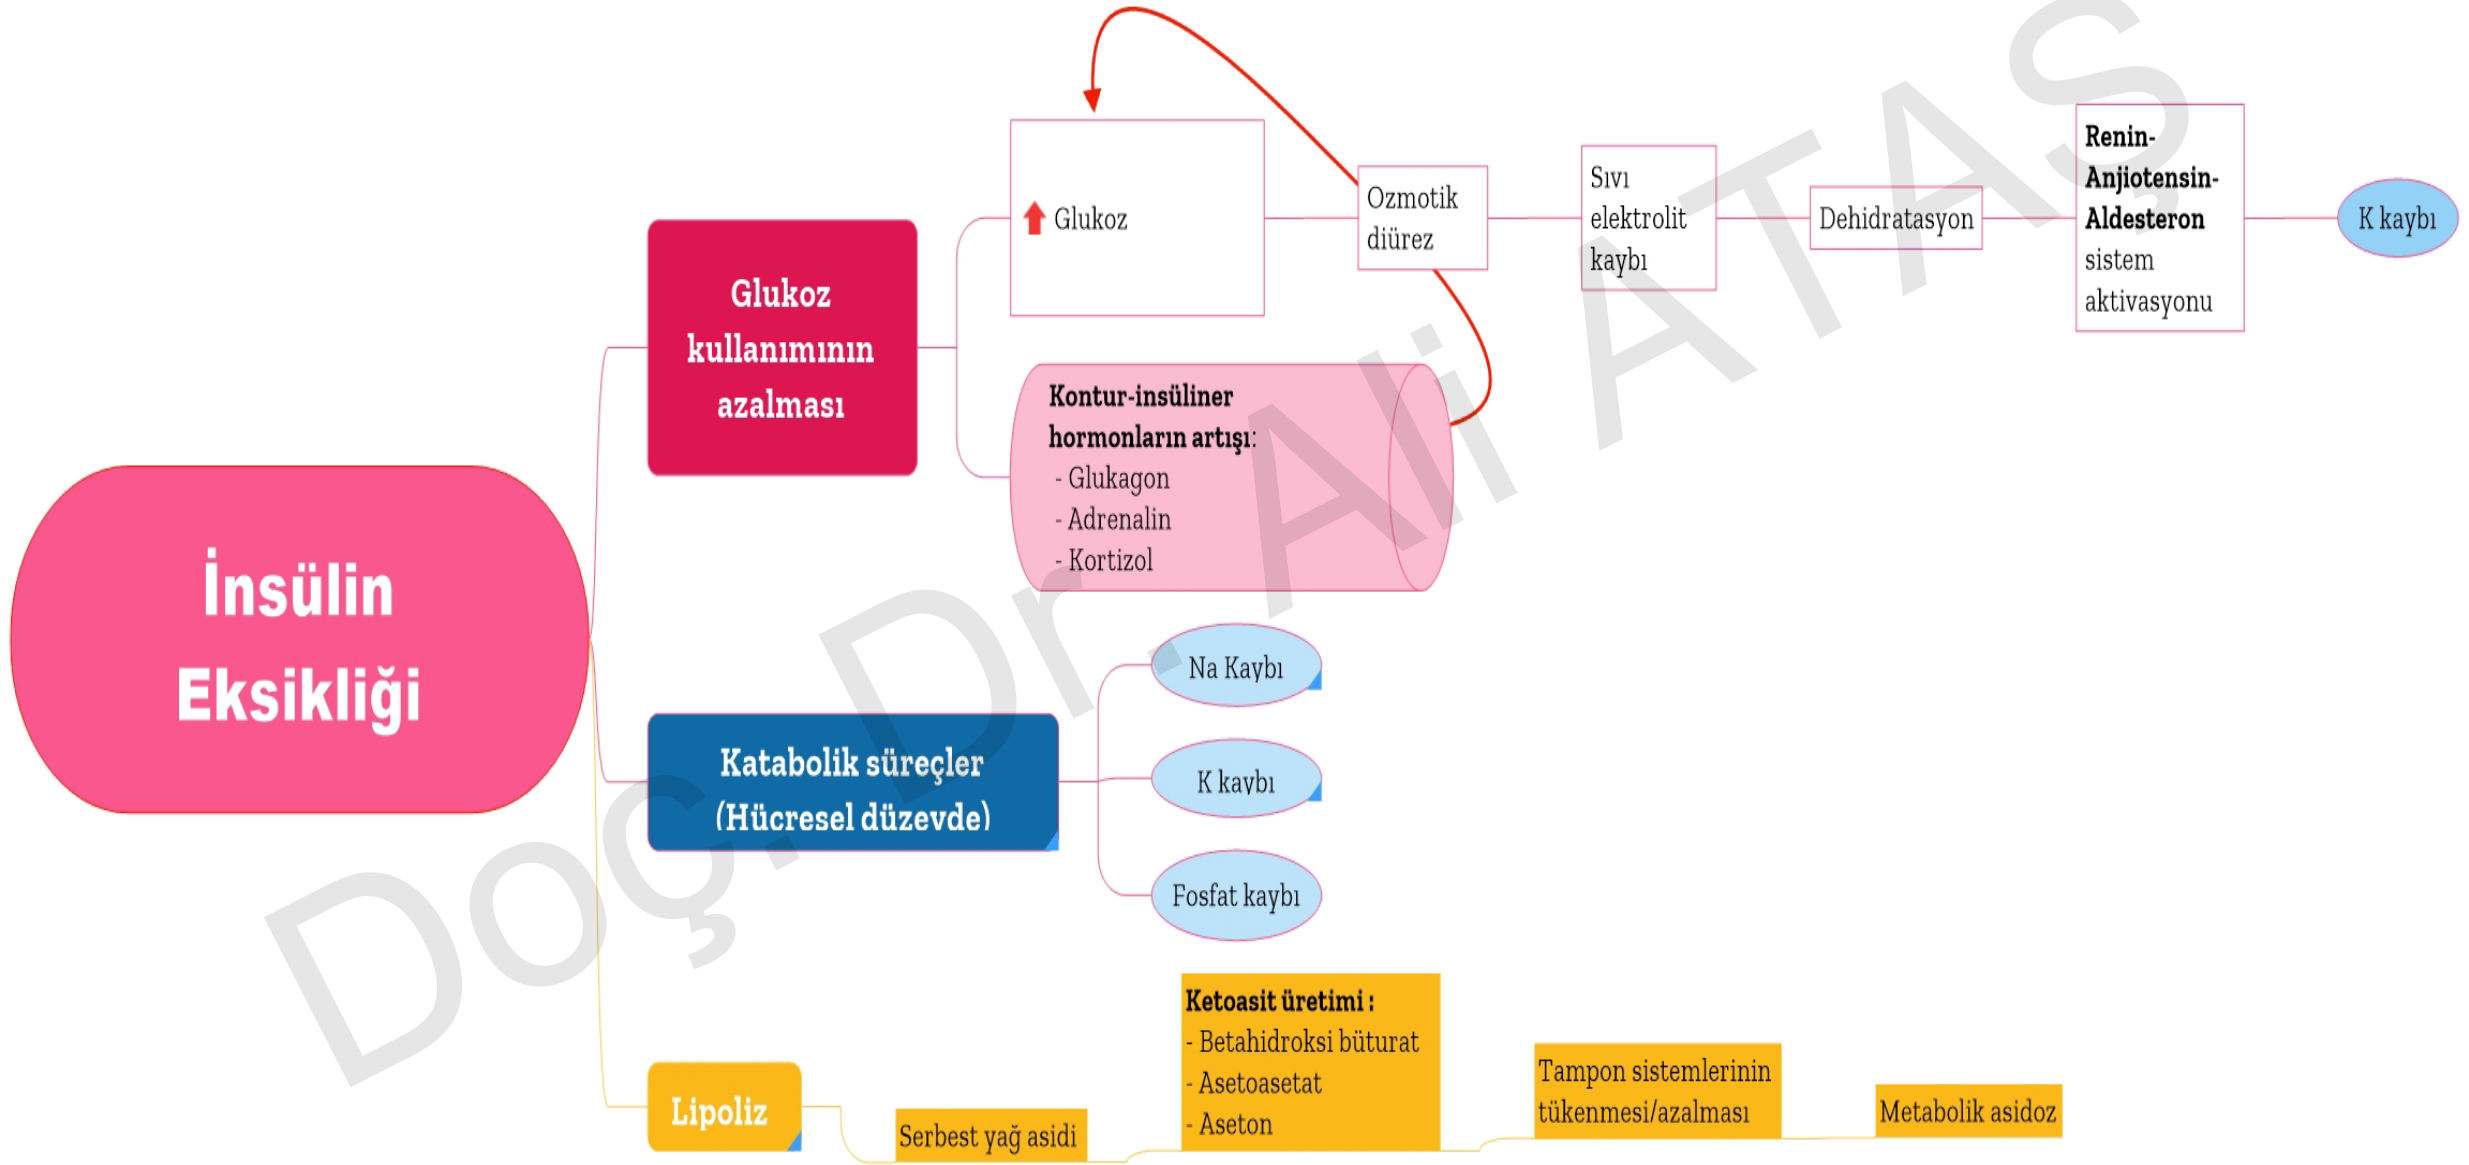 İnsülin
Eksikliği
Glukoz
kullanımının
azalması
Glukoz
Ozmotik
diürez
Sıvı
elektrolit
kaybı
Dehidratasyon
Renin-
Anjiotensin-
Aldesteron
sistem
aktivasyonu
K kaybı
Kontur-insüliner
hormonların artışı:
- Glukagon
- Adrenalin
- Kortizol
Katabolik süreçler
(Hücresel düzeyde)
Na Kaybı
K kaybı
Fosfat kaybı
Lipoliz
Serbest yağ asidi
Ketoasit üretimi :
- Betahidroksi büturat
- Asetoasetat
- Aseton
Tampon sistemlerinin
tükenmesi/azalması
Metabolik asidoz
Doç. Dr. Ali ATAŞ